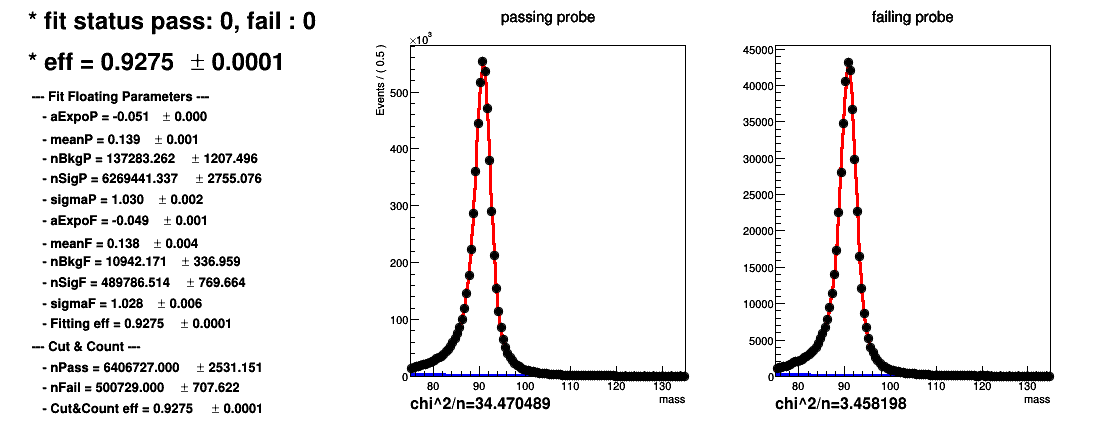 * fit status pass: 0, fail : 0
* eff = 0.9275 ± 0.0001
--- Fit Floating Parameters ---
- aExpoP = -0.051 ± 0.000
- meanP = 0.139 ± 0.001
- nBkgP = 137283.262 ± 1207.496
- nSigP = 6269441.337 ± 2755.076
- sigmaP = 1.030 ± 0.002
- aExpoF = -0.049 ± 0.001
- meanF = 0.138 ± 0.004
- nBkgF = 10942.171 ± 336.959
- nSigF = 489786.514 ± 769.664
- sigmaF = 1.028 ± 0.006
- Fitting eff = 0.9275 ± 0.0001
--- Cut & Count ---
- nPass = 6406727.000 ± 2531.151
- nFail = 500729.000 ± 707.622
- Cut&Count eff = 0.9275 ± 0.0001
passing probe
×10³
Events / ( 0.5 )
500
400
300
200
100
0
80 90 100 110 120 130
mass
chi^2/n=34.470489
failing probe
45000
40000
35000
30000
25000
20000
15000
10000
5000
0
80 90 100 110 120 130
mass
chi^2/n=3.458198